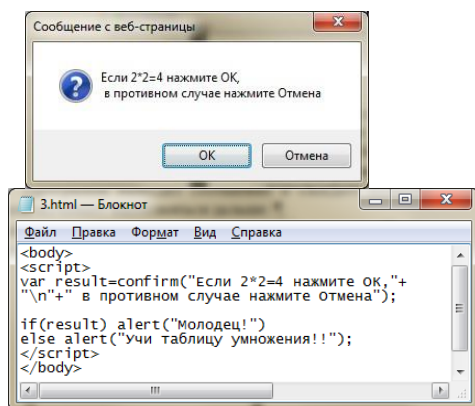 Сообщение с веб-страницы
Если 2*2=4 нажмите ОК,
в противном случае нажмите Отмена
ОК
Отмена
3.html — Блокнот
Файл Правка Формат Вид Справка
<body>
<script>
var result=confirm("Если 2*2=4 нажмите ОК,"+
"\n"+" в противном случае нажмите Отмена");
if(result) alert("Молодец!")
else alert("Учи таблицу умножения!!");
</script>
</body>